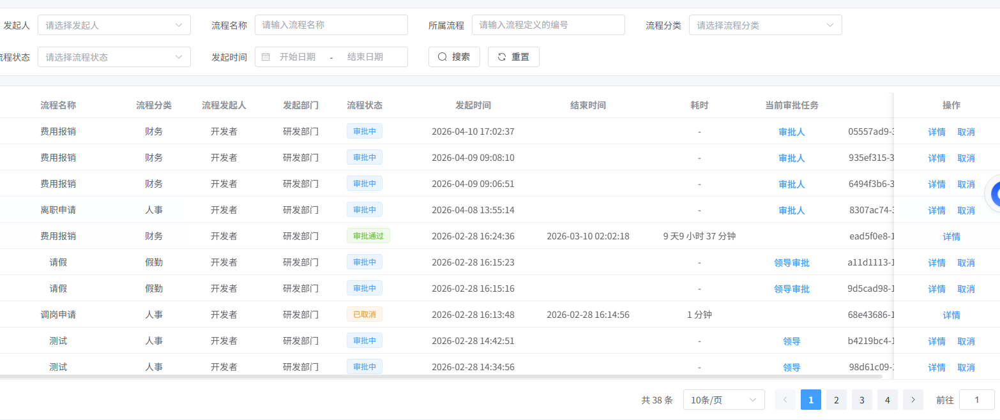 发起人 请选择发起人 流程名称 请输入流程名称 所属流程 请输入流程定义的编号 流程分类 请选择流程分类
流程状态 请选择流程状态 发起时间 开始日期 - 结束日期 搜索 重置
流程名称 流程分类 流程发起人 发起部门 流程状态 发起时间 结束时间 耗时 当前审批任务 操作
费用报销 财务 开发者 研发部门 审批中 2026-04-10 17:02:37 - 审批人 05557ad9- 详情 取消
费用报销 财务 开发者 研发部门 审批中 2026-04-09 09:08:10 - 审批人 935ef315-3 详情 取消
费用报销 财务 开发者 研发部门 审批中 2026-04-09 09:06:51 - 审批人 6494f3b6-3 详情 取消
离职申请 人事 开发者 研发部门 审批中 2026-04-08 13:55:14 - 审批人 8307ac74- 详情 取消
费用报销 财务 开发者 研发部门 审批通过 2026-02-28 16:24:36 2026-03-10 02:02:18 9 天9 小时 37 分钟 ead5f0e8-1 详情
请假 假勤 开发者 研发部门 审批中 2026-02-28 16:15:23 - 领导审批 a11d1113-1 详情 取消
请假 假勤 开发者 研发部门 审批中 2026-02-28 16:15:16 - 领导审批 9d5cad98-1 详情 取消
调岗申请 人事 开发者 研发部门 已取消 2026-02-28 16:13:48 2026-02-28 16:14:56 1 分钟 68e43686-1 详情
测试 人事 开发者 研发部门 审批中 2026-02-28 14:42:51 - 领导 b4219bc4-1 详情 取消
测试 人事 开发者 研发部门 审批中 2026-02-28 14:34:56 - 领导 98d61c09- 详情 取消
共 38 条 10条/页 1 2 3 4 前往 1